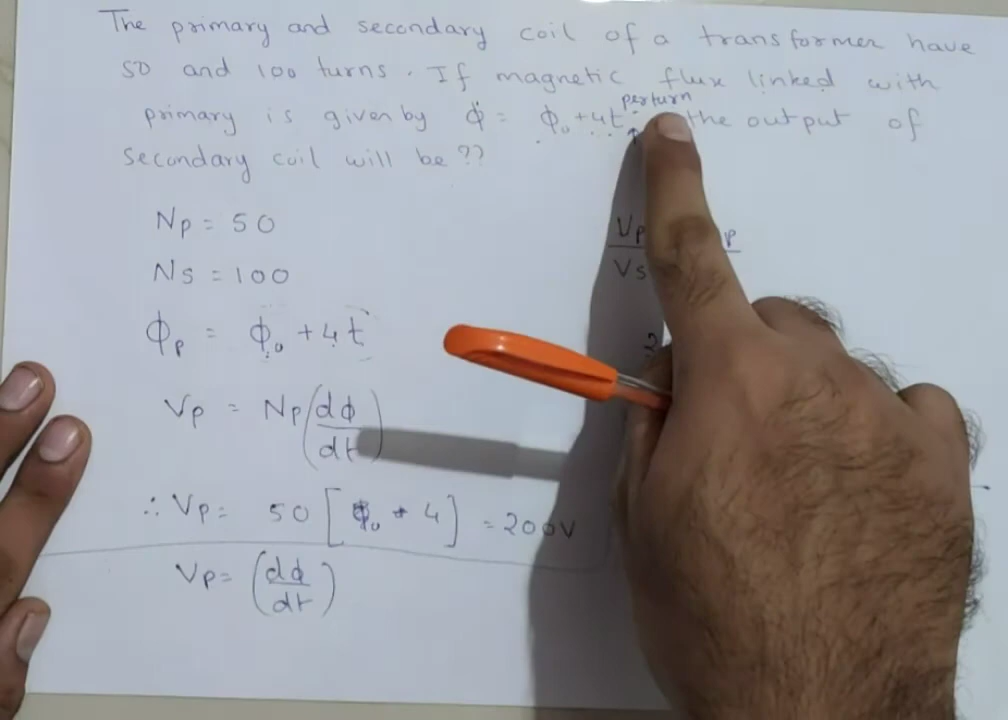 The primary and secondary coil of a transformer have
50 and 100 turns. If magnetic flux linked with
per turn
primary is given by ϕ = ϕ₀ + 4t the output of
secondary coil will be ??
Np = 50
Vp
Ns = 100
Vs
ϕp = ϕ₀ + 4t
2
Vp = Np (dϕ/dt)
∴ Vp = 50 [ϕ₀ + 4] = 200V
Vp = (dϕ/dt)